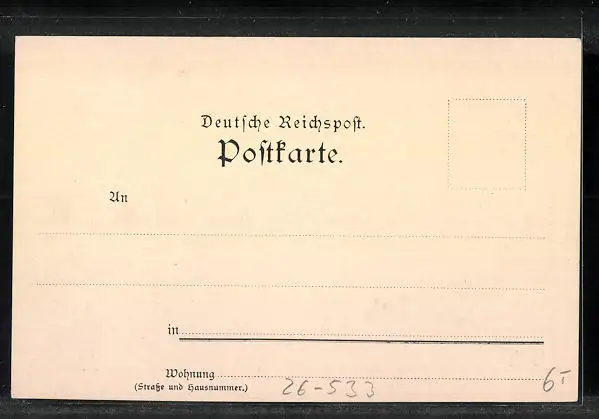 Deutsche Reichspost.
Postkarte.
An
in
Wohnung
(Straße und Hausnummer.)
26-533
6,-